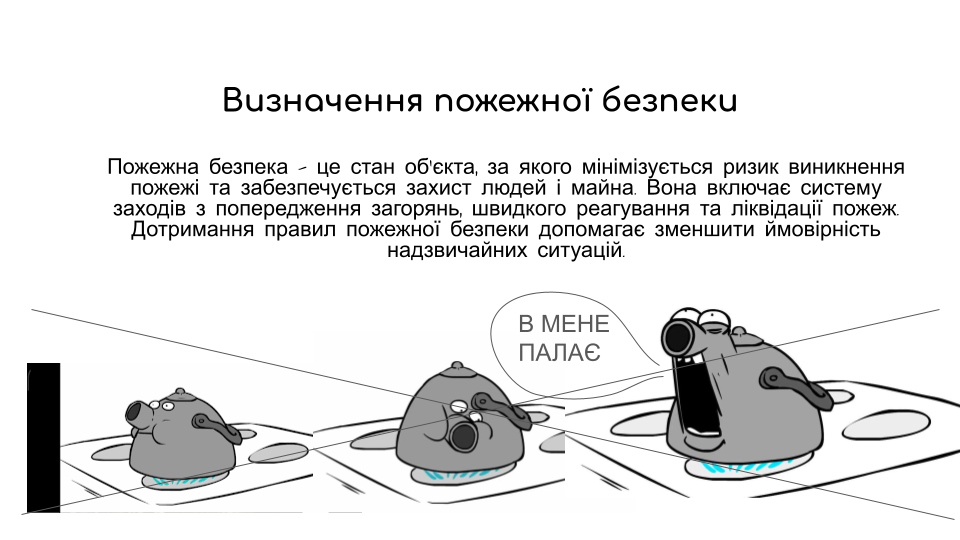 Визначення пожежної безпеки
Пожежна безпека - це стан об'єкта, за якого мінімізується ризик виникнення
пожежі та забезпечується захист людей і майна. Вона включає систему
заходів з попередження загорянь, швидкого реагування та ліквідації пожеж.
Дотримання правил пожежної безпеки допомагає зменшити ймовірність
надзвичайних ситуацій.
В МЕНЕ
ПАЛАЄ